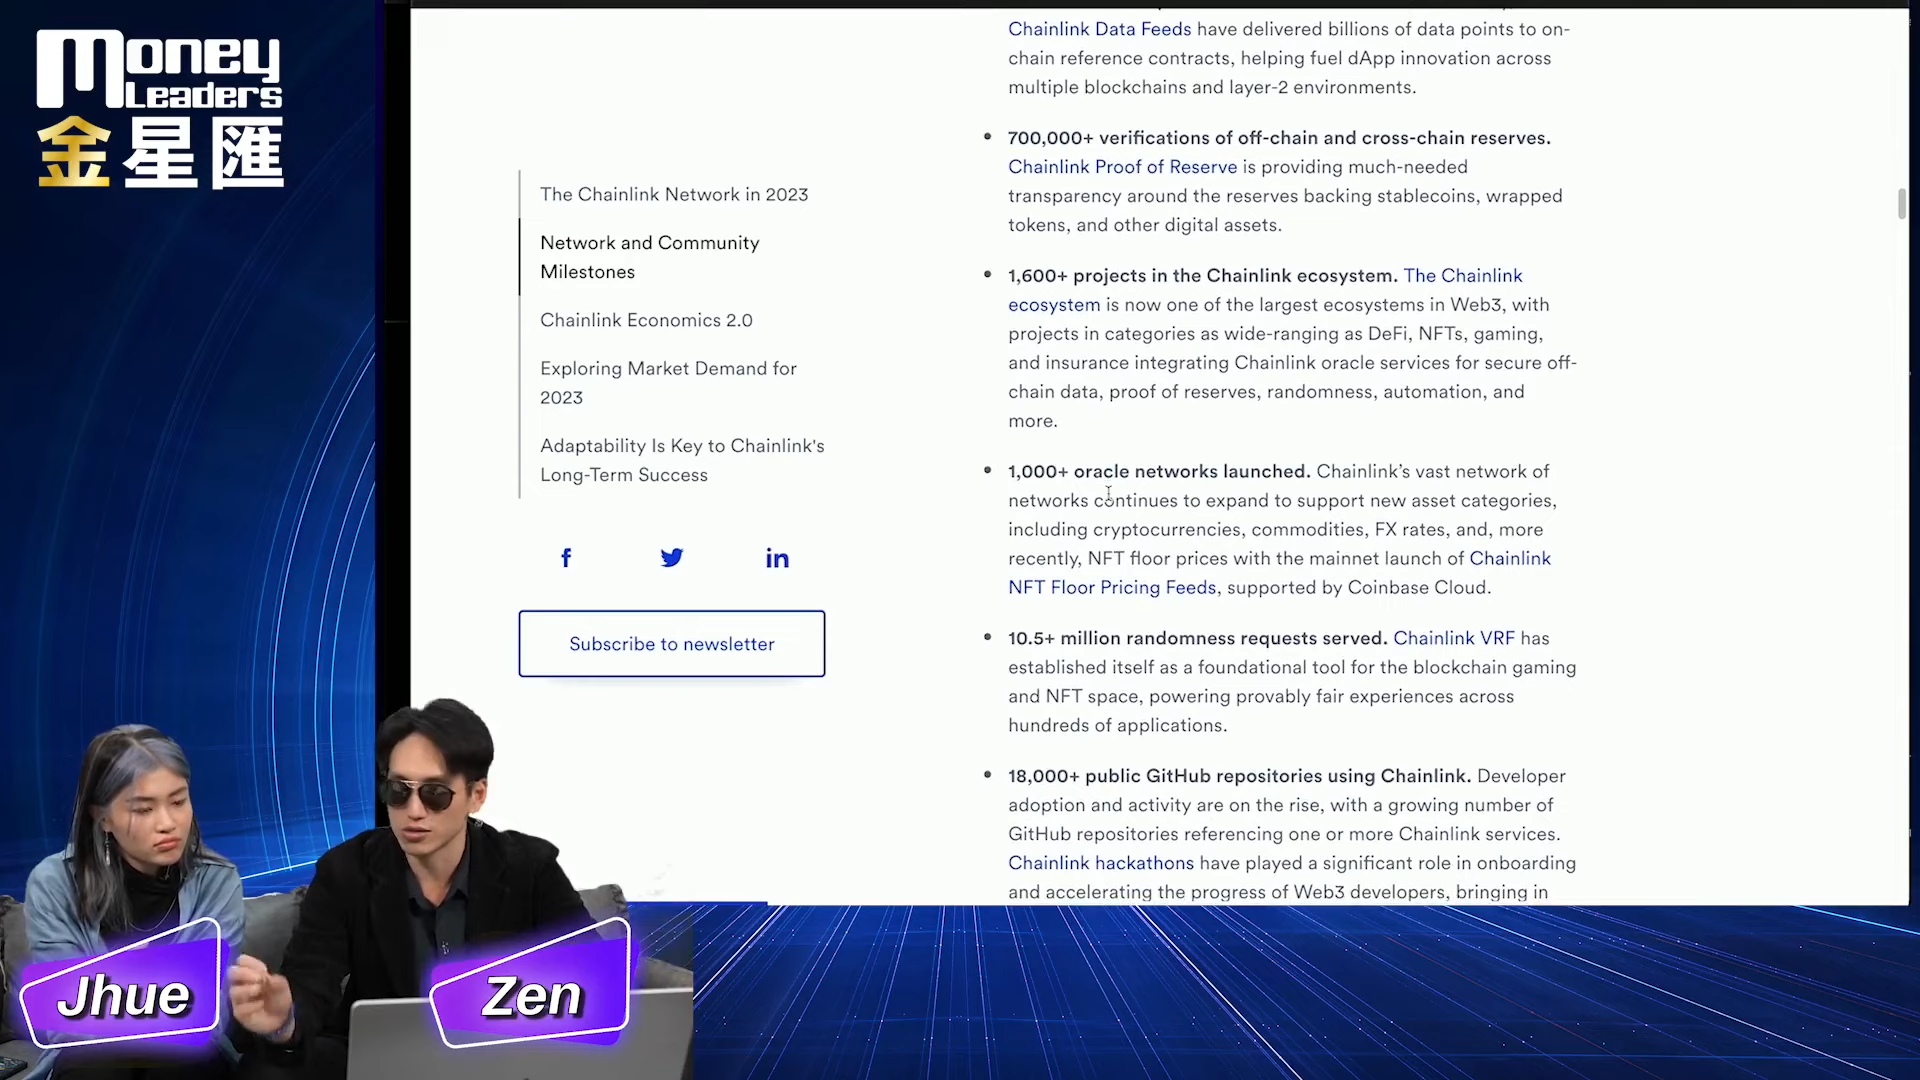 Money
Leaders
金星匯
The Chainlink Network in 2023
Network and Community
Milestones
Chainlink Economics 2.0
Exploring Market Demand for
2023
Adaptability Is Key to Chainlink's
Long-Term Success
f
in
Subscribe to newsletter
Chainlink Data Feeds have delivered billions of data points to on-
chain reference contracts, helping fuel dApp innovation across
multiple blockchains and layer-2 environments.
• 700,000+ verifications of off-chain and cross-chain reserves.
Chainlink Proof of Reserve is providing much-needed
transparency around the reserves backing stablecoins, wrapped
tokens, and other digital assets.
• 1,600+ projects in the Chainlink ecosystem. The Chainlink
ecosystem is now one of the largest ecosystems in Web3, with
projects in categories as wide-ranging as DeFi, NFTs, gaming,
and insurance integrating Chainlink oracle services for secure off-
chain data, proof of reserves, randomness, automation, and
more.
• 1,000+ oracle networks launched. Chainlink’s vast network of
networks continues to expand to support new asset categories,
including cryptocurrencies, commodities, FX rates, and, more
recently, NFT floor prices with the mainnet launch of Chainlink
NFT Floor Pricing Feeds, supported by Coinbase Cloud.
• 10.5+ million randomness requests served. Chainlink VRF has
established itself as a foundational tool for the blockchain gaming
and NFT space, powering provably fair experiences across
hundreds of applications.
• 18,000+ public GitHub repositories using Chainlink. Developer
adoption and activity are on the rise, with a growing number of
GitHub repositories referencing one or more Chainlink services.
Chainlink hackathons have played a significant role in onboarding
and accelerating the progress of Web3 developers, bringing in
Jhue
Zen